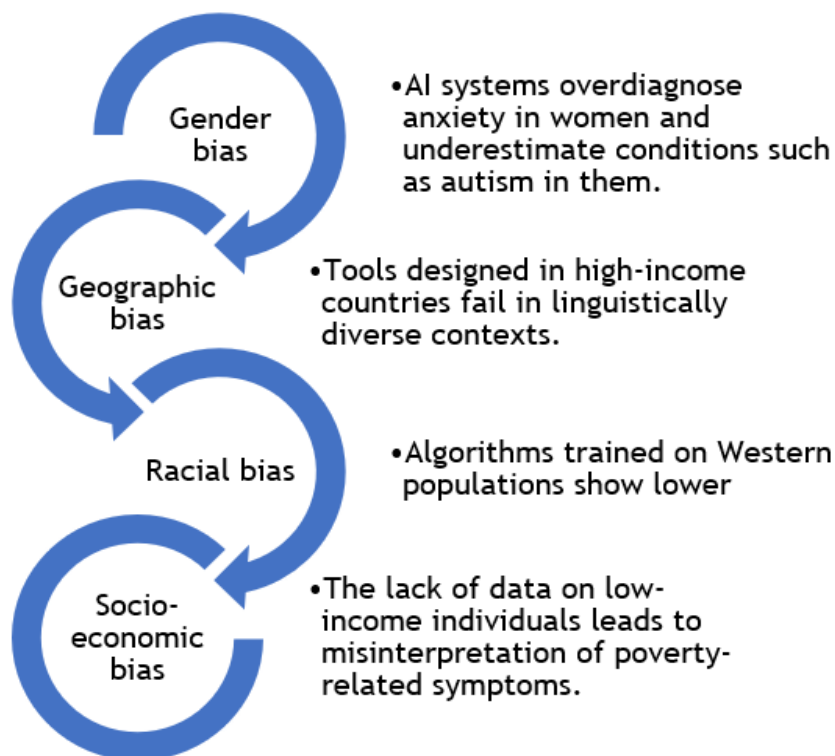 Gender
bias
•AI systems overdiagnose
anxiety in women and
underestimate conditions such
as autism in them.
Geographic
bias
•Tools designed in high-income
countries fail in linguistically
diverse contexts.
Racial bias
•Algorithms trained on Western
populations show lower
Socio-
economic
bias
•The lack of data on low-
income individuals leads to
misinterpretation of poverty-
related symptoms.